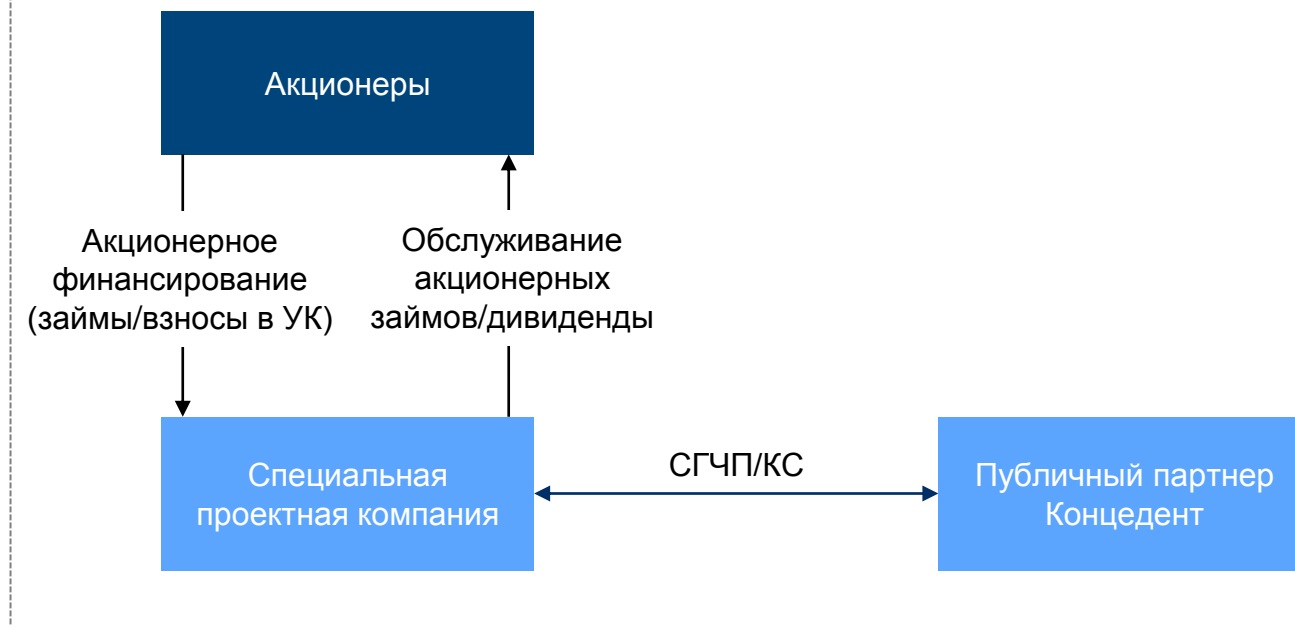 Акционеры
Акционерное
финансирование
(займы/взносы в УК)
Обслуживание
акционерных
займов/дивиденды
Специальная
проектная компания
СГЧП/КС
Публичный партнер
Концедент